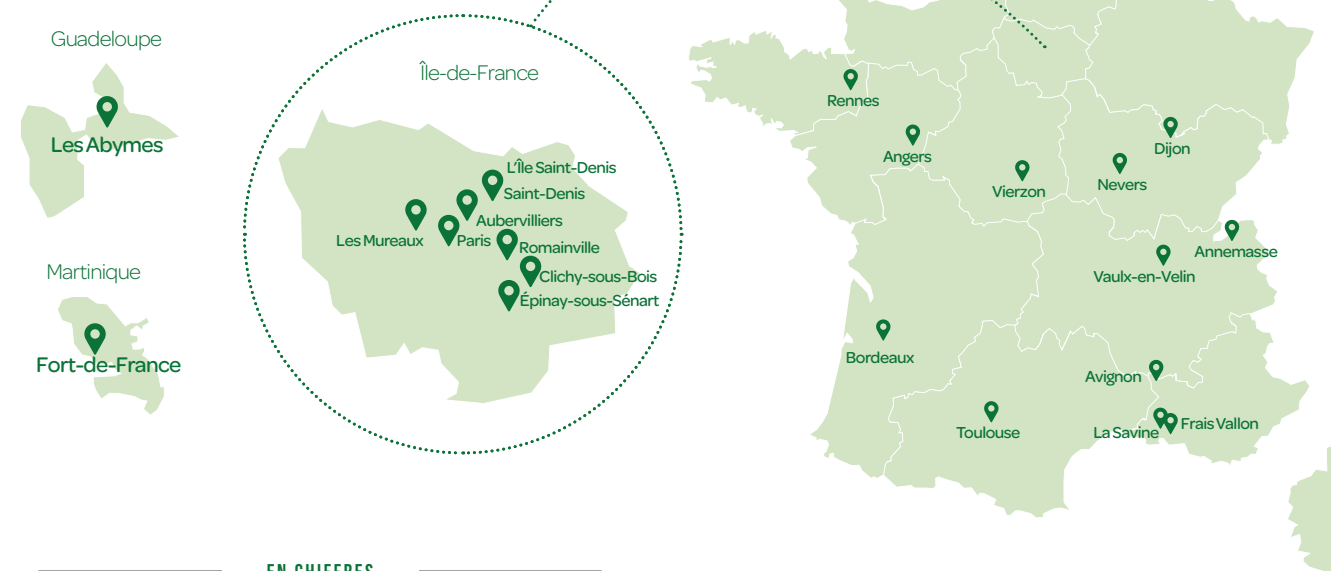 Guadeloupe
Les Abymes
Martinique
Fort-de-France
Île-de-France
L'Île Saint-Denis
Saint-Denis
Aubervilliers
Les Mureaux
Paris
Romainville
Clichy-sous-Bois
Épinay-sous-Sénart
Rennes
Angers
Vierzon
Dijon
Nevers
Annemasse
Vaulx-en-Velin
Bordeaux
Avignon
Toulouse
La Savine
Frais Vallon
EN CHIFFRES